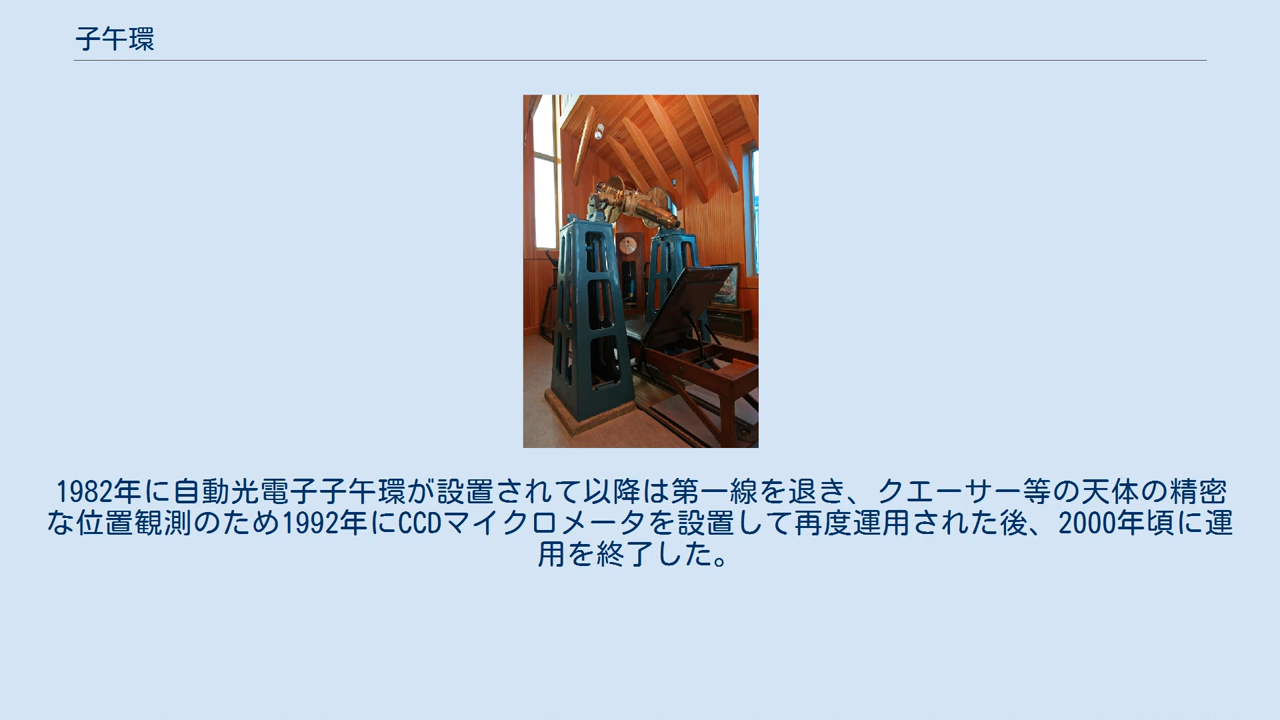 子午環
1982年に自動光電子子午環が設置されて以降は第一線を退き、クエーサー等の天体の精密
な位置観測のため1992年にCCDマイクロメータを設置して再度運用された後、2000年頃に運
用を終了した。